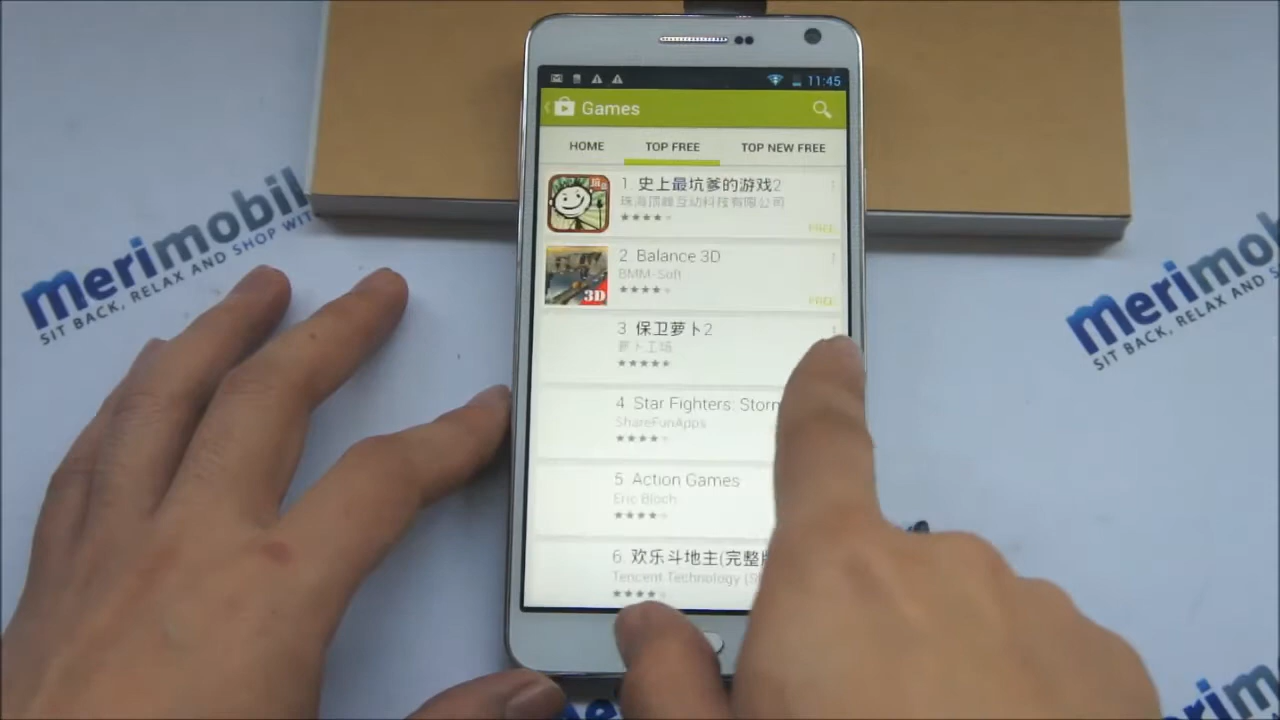 11:45
Games
HOME
TOP FREE
TOP NEW FREE
1. 史上最坑爹的游戏2
珠海顶峰互动科技有限公司
FREE
2. Balance 3D
BMM-Soft
FREE
3D
3. 保卫萝卜2
萝卜工场
4. Star Fighters: Storm
ShareFunApps
5. Action Games
Eric Bloch
6. 欢乐斗地主(完整版
Tencent Technology (S
merimobil
SIT BACK, RELAX AND SHOP WITH
merimobil
SIT BACK, RELAX AND S
merim